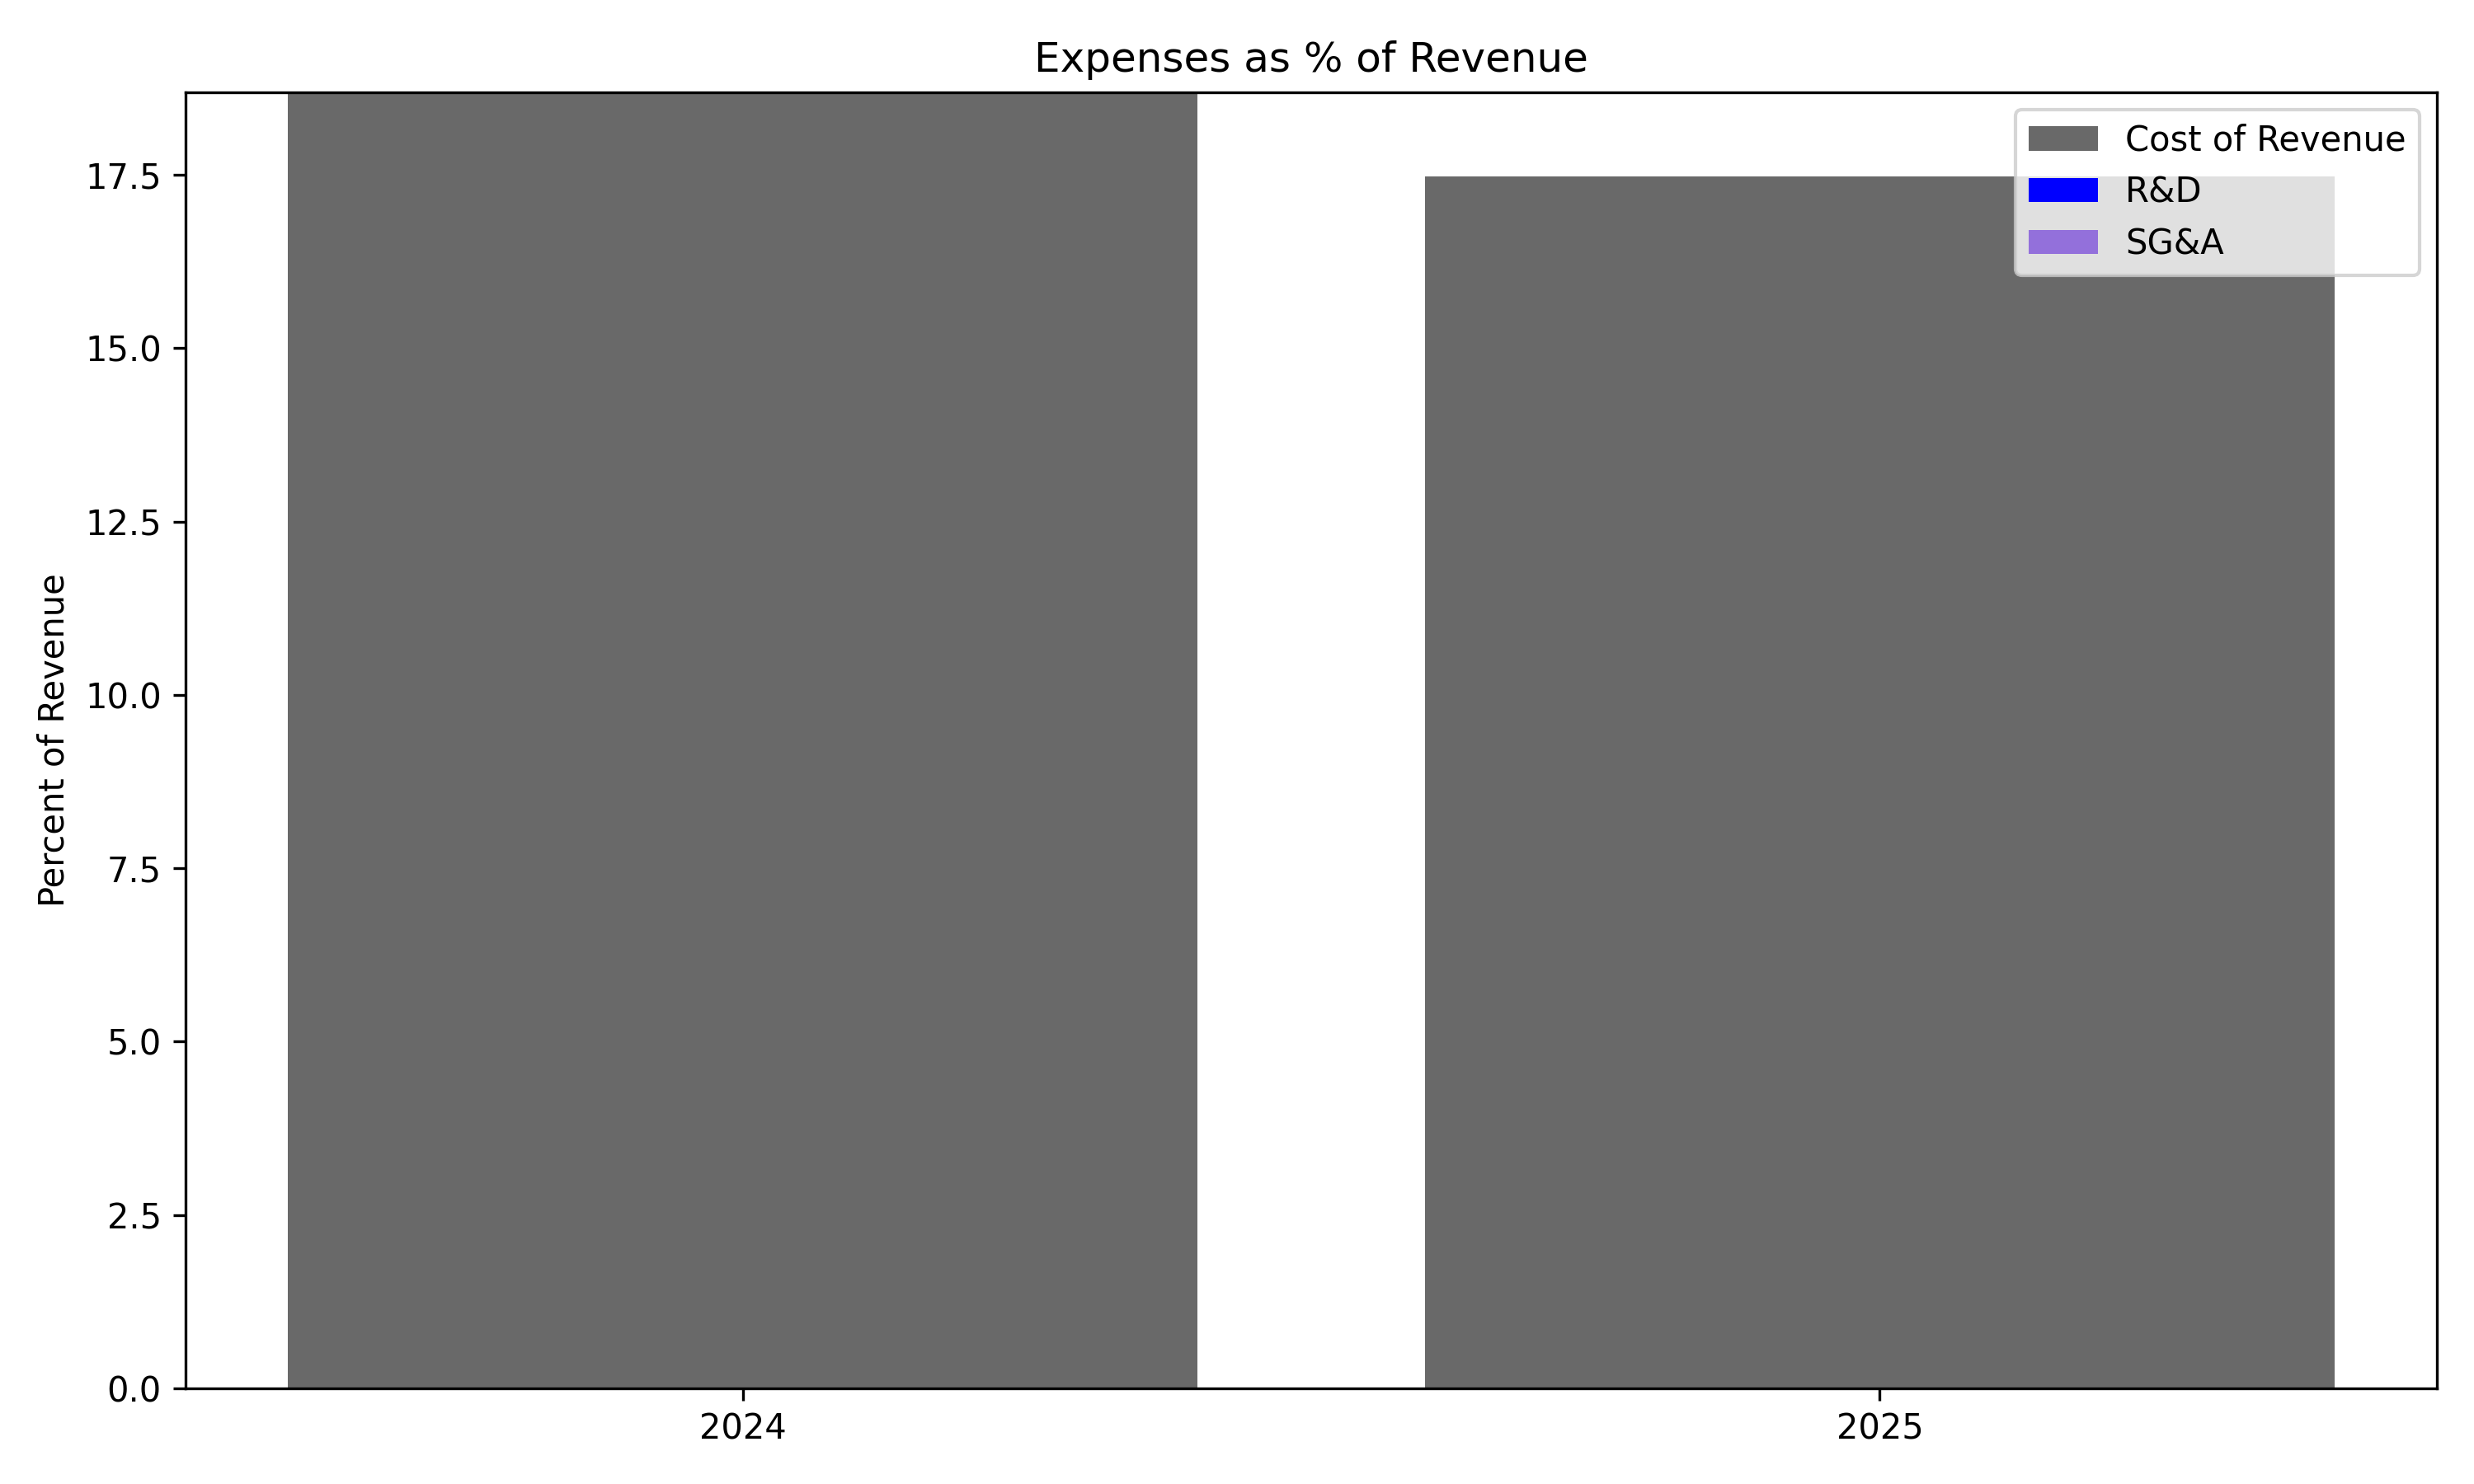 Expenses as % of Revenue
Cost of Revenue
R&D
SG&A
Percent of Revenue
17.5
15.0
12.5
10.0
7.5
5.0
2.5
0.0
2024
2025